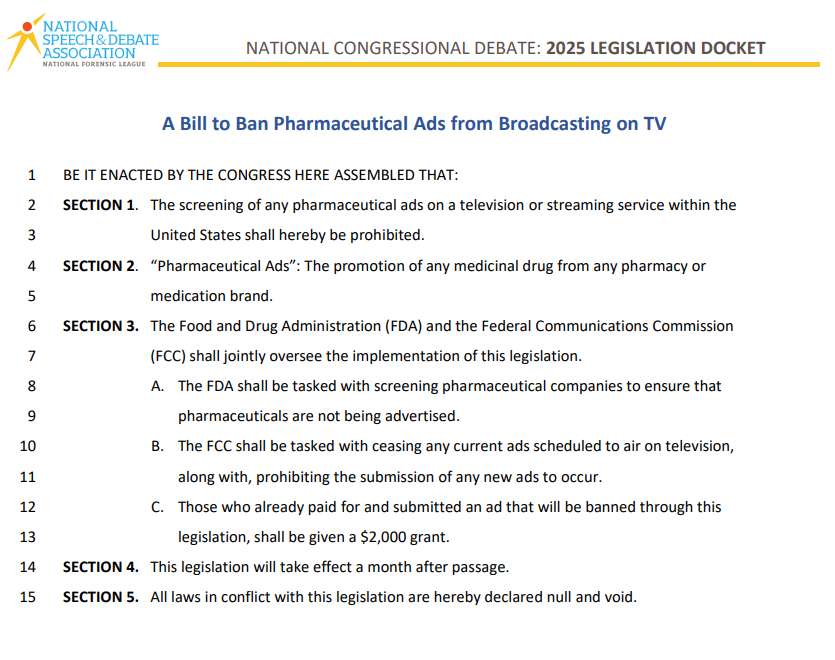 NATIONAL
SPEECH & DEBATE
ASSOCIATION
NATIONAL FORENSIC LEAGUE
NATIONAL CONGRESSIONAL DEBATE: 2025 LEGISLATION DOCKET
A Bill to Ban Pharmaceutical Ads from Broadcasting on TV
1 BE IT ENACTED BY THE CONGRESS HERE ASSEMBLED THAT:
2 SECTION 1. The screening of any pharmaceutical ads on a television or streaming service within the
3 United States shall hereby be prohibited.
4 SECTION 2. “Pharmaceutical Ads”: The promotion of any medicinal drug from any pharmacy or
5 medication brand.
6 SECTION 3. The Food and Drug Administration (FDA) and the Federal Communications Commission
7 (FCC) shall jointly oversee the implementation of this legislation.
8 A. The FDA shall be tasked with screening pharmaceutical companies to ensure that
9 pharmaceuticals are not being advertised.
10 B. The FCC shall be tasked with ceasing any current ads scheduled to air on television,
11 along with, prohibiting the submission of any new ads to occur.
12 C. Those who already paid for and submitted an ad that will be banned through this
13 legislation, shall be given a $2,000 grant.
14 SECTION 4. This legislation will take effect a month after passage.
15 SECTION 5. All laws in conflict with this legislation are hereby declared null and void.